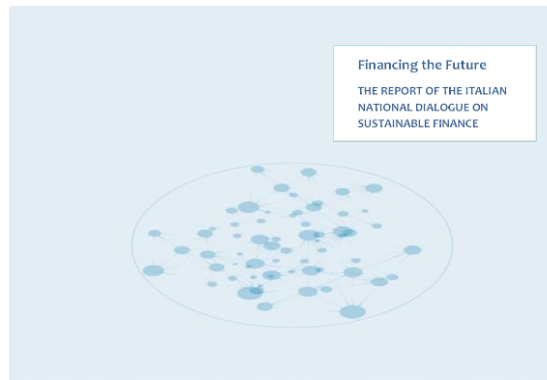 Financing the Future
THE REPORT OF THE ITALIAN
NATIONAL DIALOGUE ON
SUSTAINABLE FINANCE